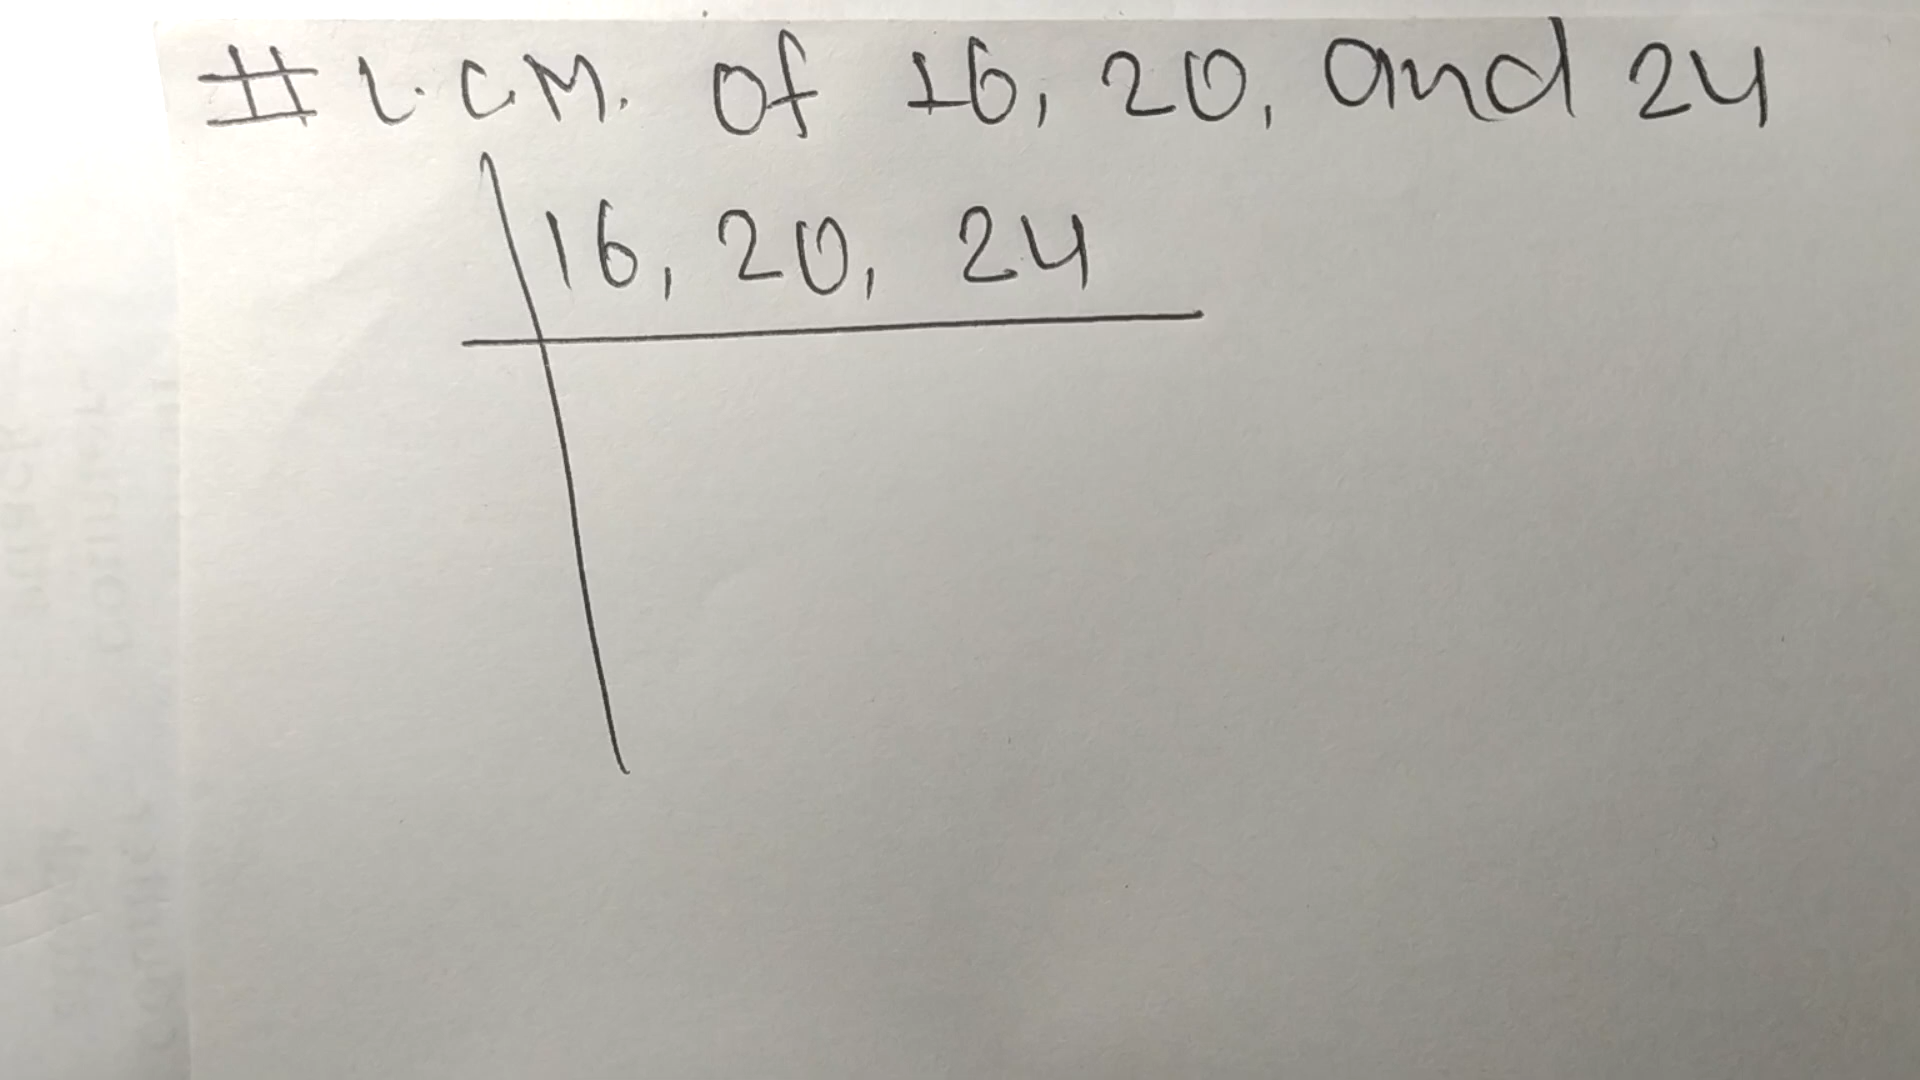 # L.C.M. of 16, 20, and 24
16, 20, 24